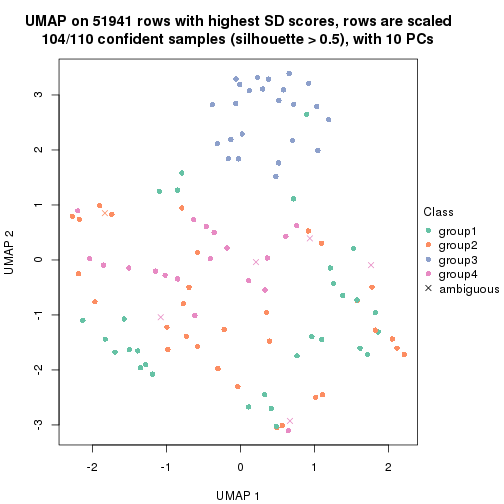 UMAP on 51941 rows with highest SD scores, rows are scaled
104/110 confident samples (silhouette > 0.5), with 10 PCs
3
2
1
0
-1
-2
-3
UMAP 2
-2
-1
0
1
2
UMAP 1
Class
group1
group2
group3
group4
ambiguous